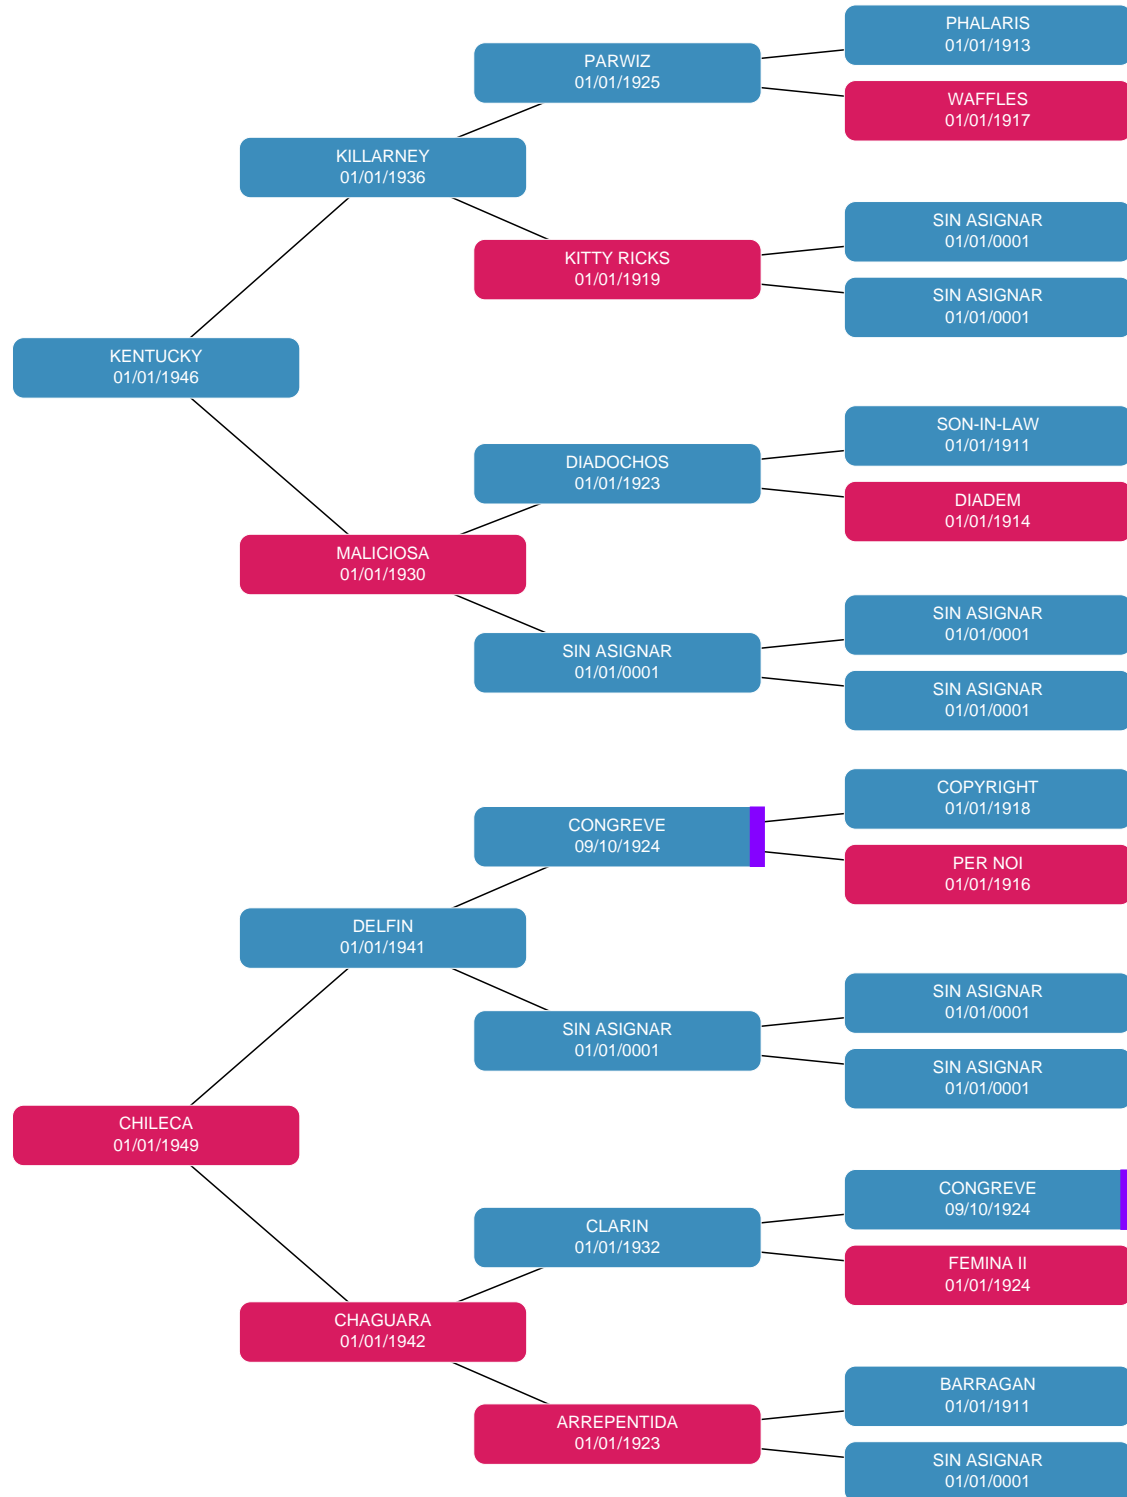 PHALARIS
01/01/1913
PARWIZ
01/01/1925
WAFFLES
01/01/1917
KILLARNEY
01/01/1936
SIN ASIGNAR
01/01/0001
KITTY RICKS
01/01/1919
SIN ASIGNAR
01/01/0001
KENTUCKY
01/01/1946
SON-IN-LAW
01/01/1911
DIADOCHOS
01/01/1923
DIADEM
01/01/1914
MALICIOSA
01/01/1930
SIN ASIGNAR
01/01/0001
SIN ASIGNAR
01/01/0001
SIN ASIGNAR
01/01/0001
COPYRIGHT
01/01/1918
CONGREVE
09/10/1924
PER NOI
01/01/1916
DELFIN
01/01/1941
SIN ASIGNAR
01/01/0001
SIN ASIGNAR
01/01/0001
SIN ASIGNAR
01/01/0001
CHILECA
01/01/1949
CONGREVE
09/10/1924
CLARIN
01/01/1932
FEMINA II
01/01/1924
CHAGUARA
01/01/1942
BARRAGAN
01/01/1911
ARREPENTIDA
01/01/1923
SIN ASIGNAR
01/01/0001